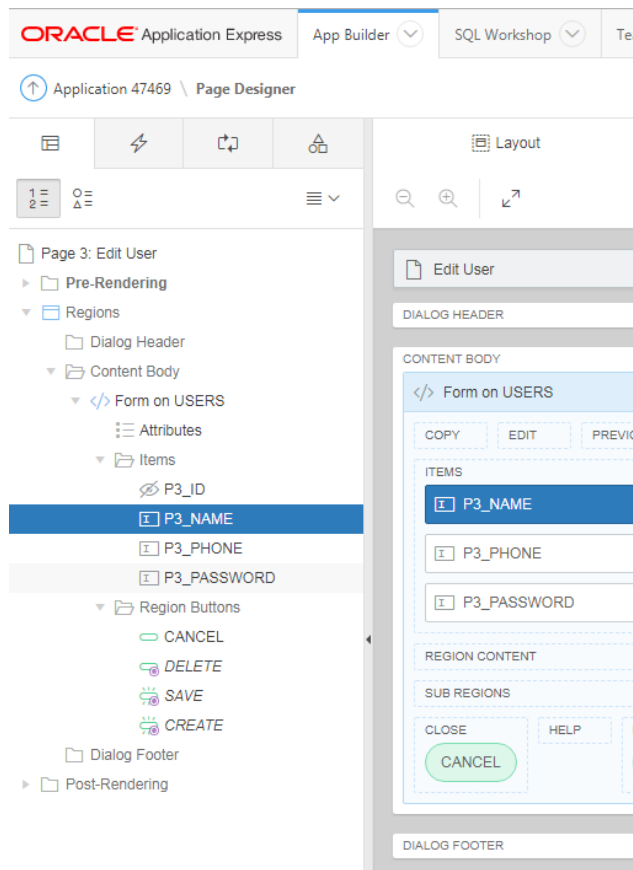 ORACLE Application Express
App Builder
SQL Workshop
Application 47469 \ Page Designer
Layout
Page 3: Edit User
Pre-Rendering
Regions
Dialog Header
Content Body
</> Form on USERS
Attributes
Items
P3_ID
P3_NAME
P3_PHONE
P3_PASSWORD
Region Buttons
CANCEL
DELETE
SAVE
CREATE
Dialog Footer
Post-Rendering
Edit User
DIALOG HEADER
CONTENT BODY
</> Form on USERS
COPY EDIT
ITEMS
P3_NAME
P3_PHONE
P3_PASSWORD
REGION CONTENT
SUB REGIONS
CLOSE HELP
CANCEL
DIALOG FOOTER